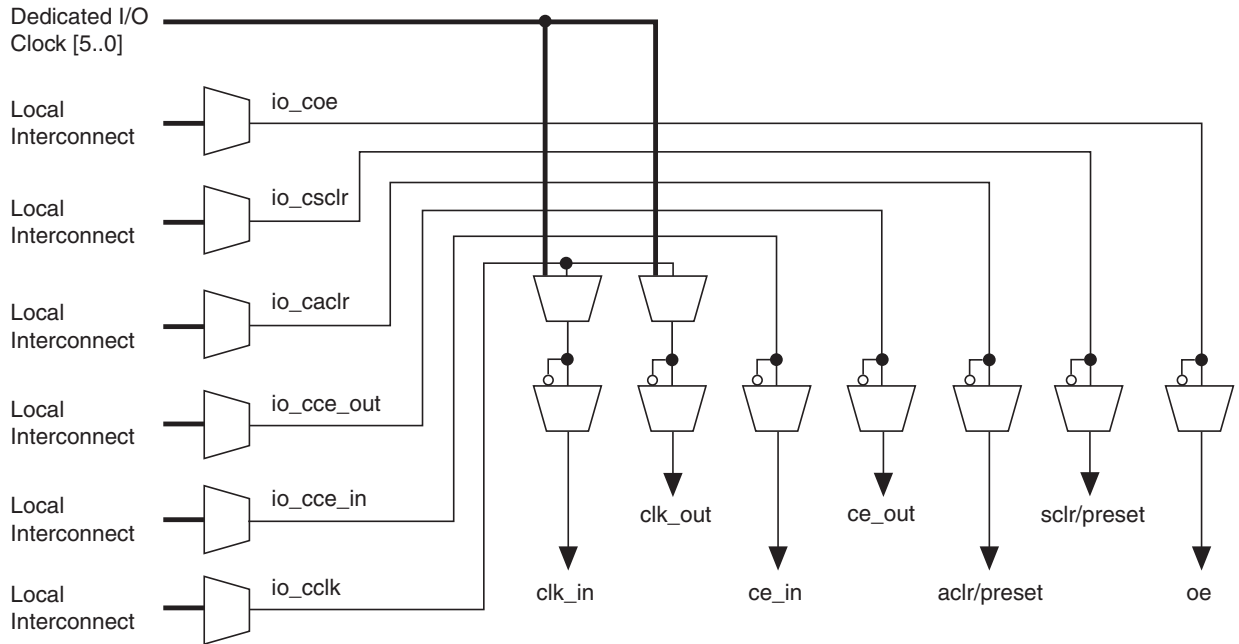 Dedicated I/O
Clock [5..0]
Local
Interconnect
io_coe
Local
Interconnect
io_csclr
Local
Interconnect
io_caclr
Local
Interconnect
io_cce_out
Local
Interconnect
io_cce_in
Local
Interconnect
io_cclk
clk_out
ce_out
sclr/preset
clk_in
ce_in
aclr/preset
oe